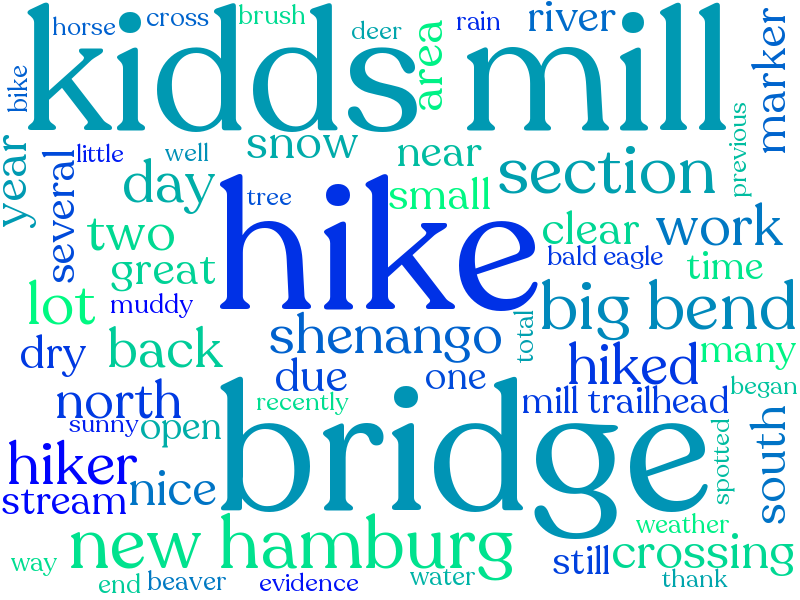 horse
cross
brush
deer
rain
river
kidds mill
area
marker
bike
year
little
well
snow
near
section
previous
several
day
tree
small
hike
two
clear
work
great
bald eagle
time
lot
muddy
big bend
shenango
total
dry
back
hiked
many
due
one
began
north
recently
mill trailhead
sunny
open
bridge
spotted
south
hiker
nice
stream
new hamburg
weather
way
still
crossing
end
beaver
evidence
water
thank